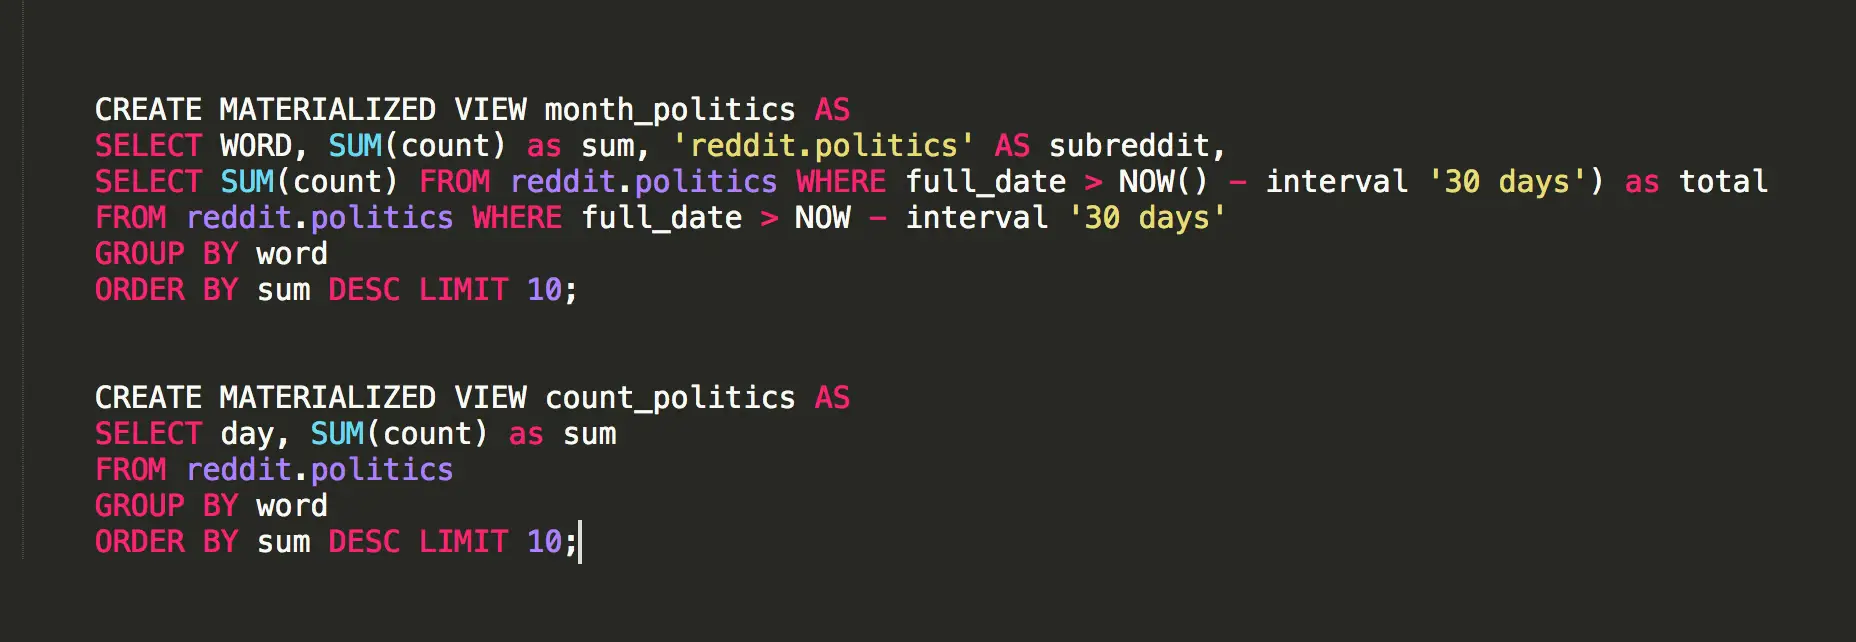 CREATE MATERIALIZED VIEW month_politics AS
SELECT WORD, SUM(count) as sum, 'reddit.politics' AS subreddit,
SELECT SUM(count) FROM reddit.politics WHERE full_date > NOW() - interval '30 days') as total
FROM reddit.politics WHERE full_date > NOW - interval '30 days'
GROUP BY word
ORDER BY sum DESC LIMIT 10;
CREATE MATERIALIZED VIEW count_politics AS
SELECT day, SUM(count) as sum
FROM reddit.politics
GROUP BY word
ORDER BY sum DESC LIMIT 10;